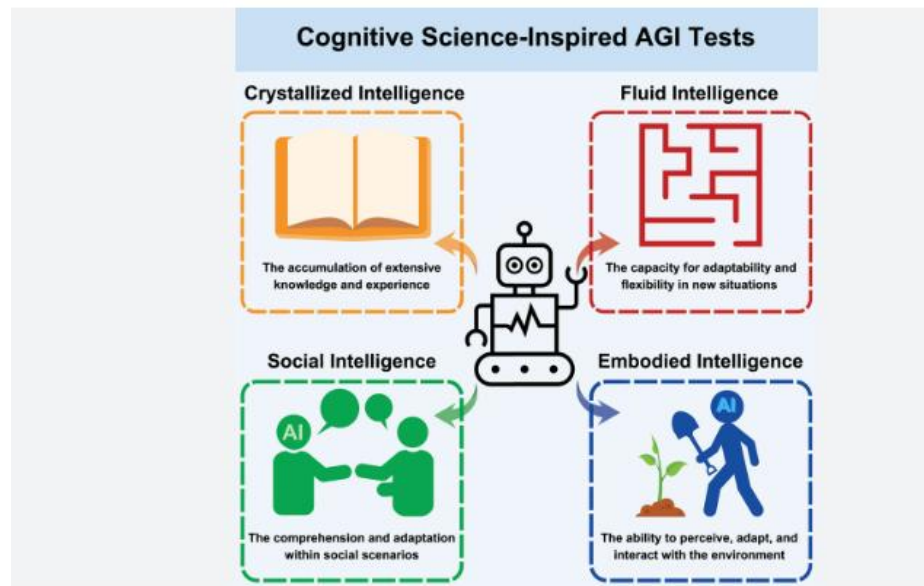 Cognitive Science-Inspired AGI Tests
Crystallized Intelligence
The accumulation of extensive
knowledge and experience
Fluid Intelligence
The capacity for adaptability and
flexibility in new situations
Social Intelligence
AI
The comprehension and adaptation
within social scenarios
Embodied Intelligence
AI
The ability to perceive, adapt, and
interact with the environment